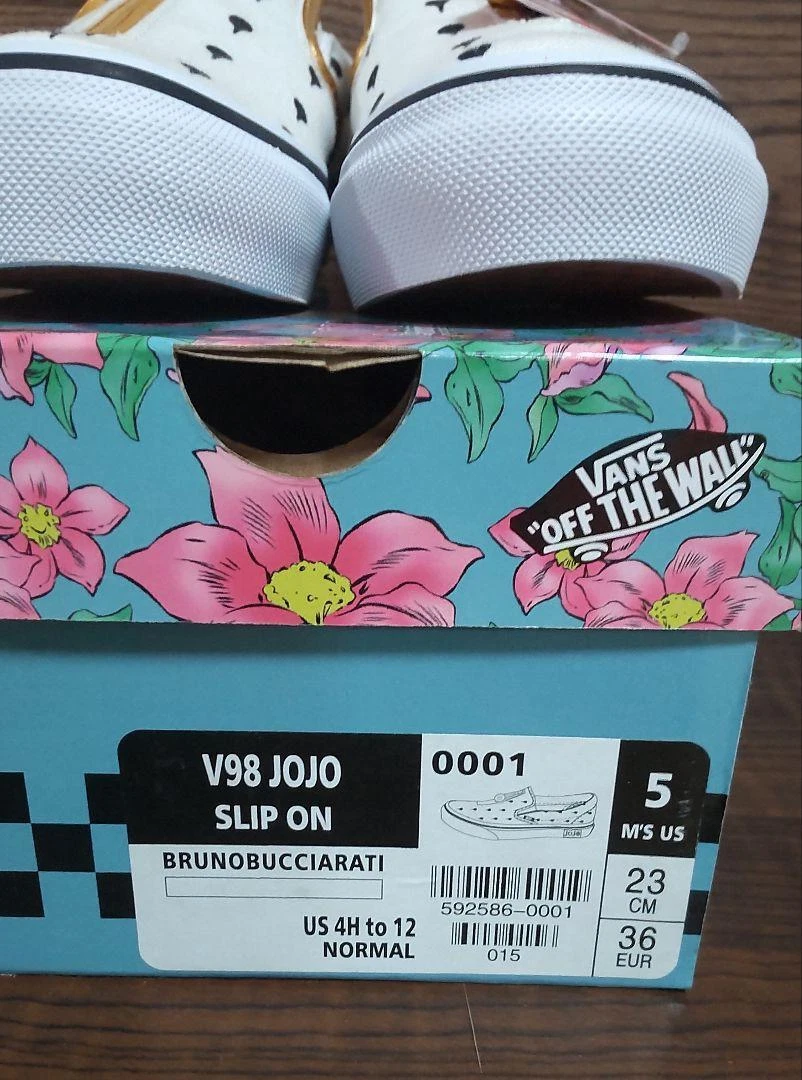 VANS
"OFF THE WALL"
V98 JOJO
SLIP ON
0001
5
M'S US
BRUNOBUCCIARATI
592586-0001
23
CM
US 4H to 12
NORMAL
015
36
EUR
JOJO